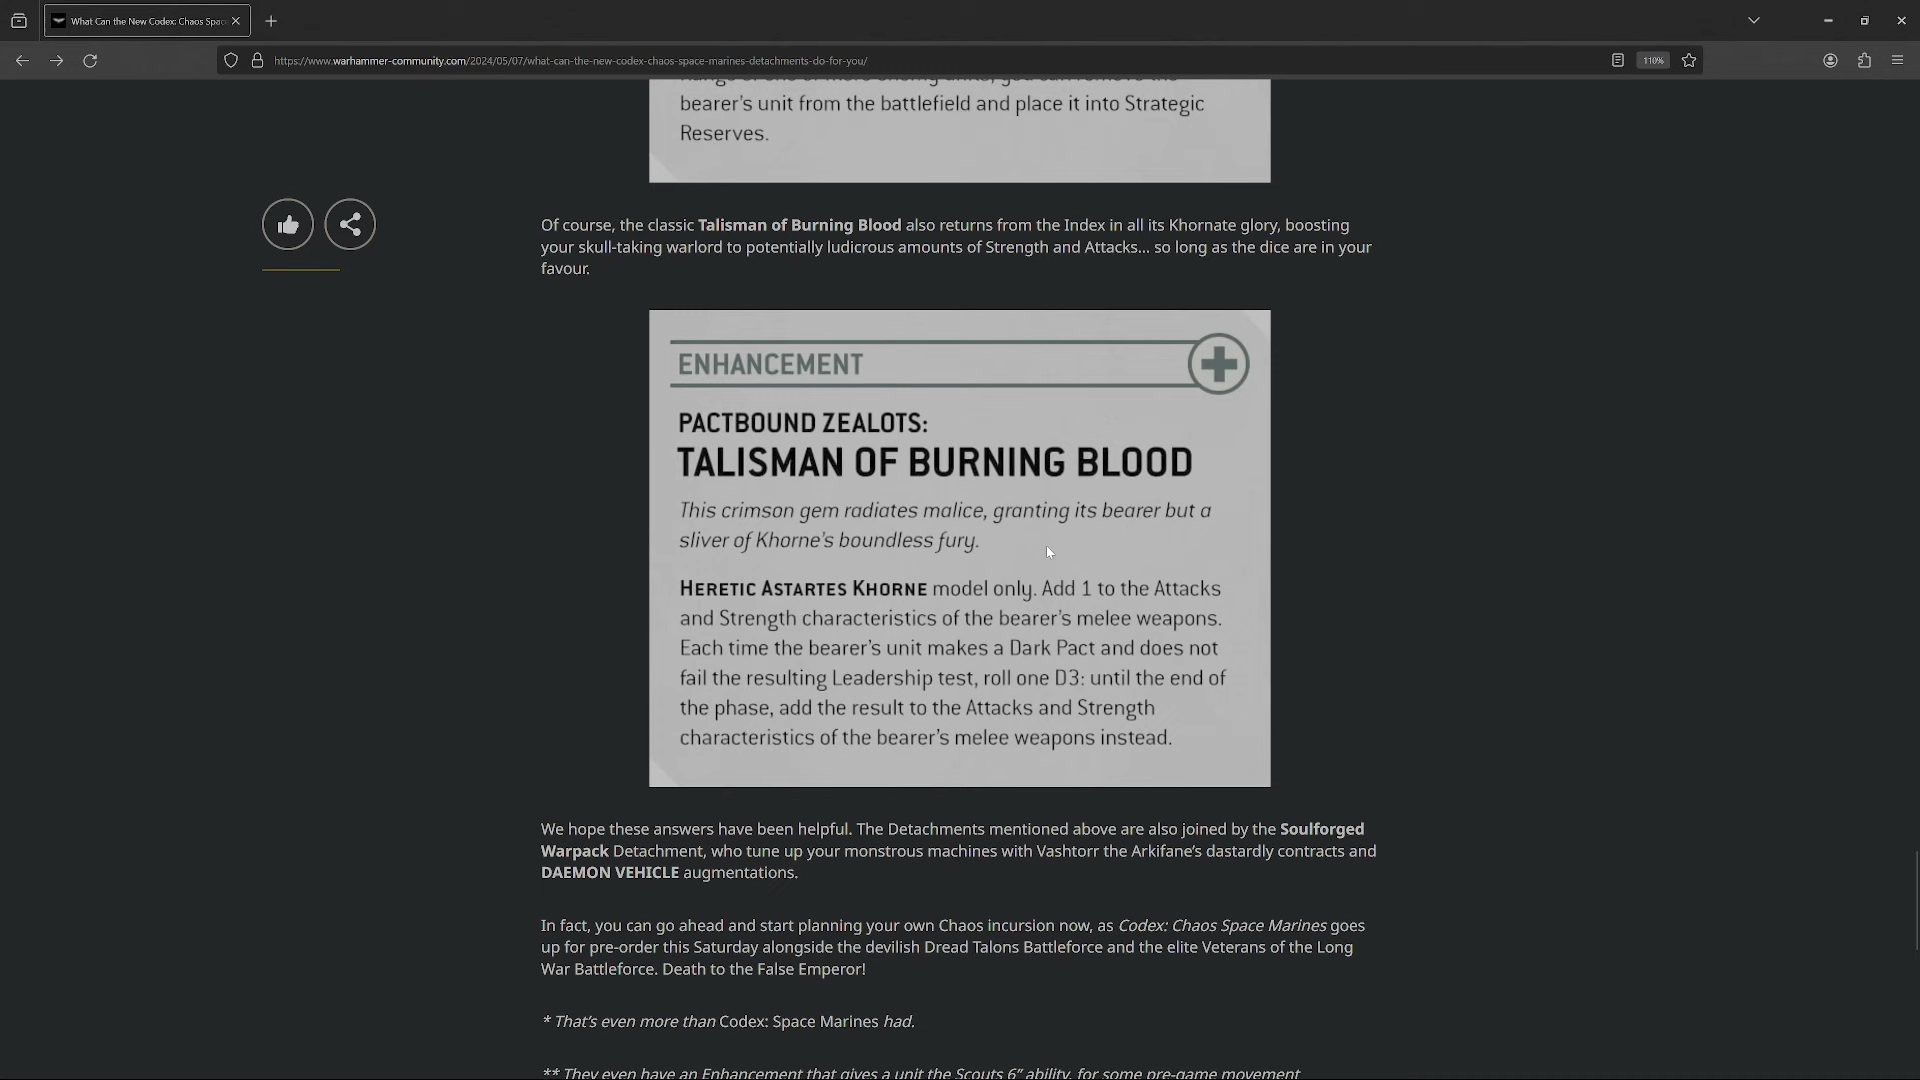 What Can the New Codex: Chaos Spac
https://www.warhammer-community.com/2024/05/07/what-can-the-new-codex-chaos-space-marines-detachments-do-for-you/
110%
bearer's unit from the battlefield and place it into Strategic
Reserves.
Of course, the classic Talisman of Burning Blood also returns from the Index in all its Khornate glory, boosting
your skull-taking warlord to potentially ludicrous amounts of Strength and Attacks... so long as the dice are in your
favour.
ENHANCEMENT
PACTBOUND ZEALOTS:
TALISMAN OF BURNING BLOOD
This crimson gem radiates malice, granting its bearer but a
sliver of Khorne's boundless fury.
HERETIC ASTARTES KHORNE model only. Add 1 to the Attacks
and Strength characteristics of the bearer's melee weapons.
Each time the bearer's unit makes a Dark Pact and does not
fail the resulting Leadership test, roll one D3: until the end of
the phase, add the result to the Attacks and Strength
characteristics of the bearer's melee weapons instead.
We hope these answers have been helpful. The Detachments mentioned above are also joined by the Soulforged
Warpack Detachment, who tune up your monstrous machines with Vashtorr the Arkifane's dastardly contracts and
DAEMON VEHICLE augmentations.
In fact, you can go ahead and start planning your own Chaos incursion now, as Codex: Chaos Space Marines goes
up for pre-order this Saturday alongside the devilish Dread Talons Battleforce and the elite Veterans of the Long
War Battleforce. Death to the False Emperor!
* That's even more than Codex: Space Marines had.
** They even have an Enhancement that gives a unit the Scouts 6" ability, for some pre-game movement